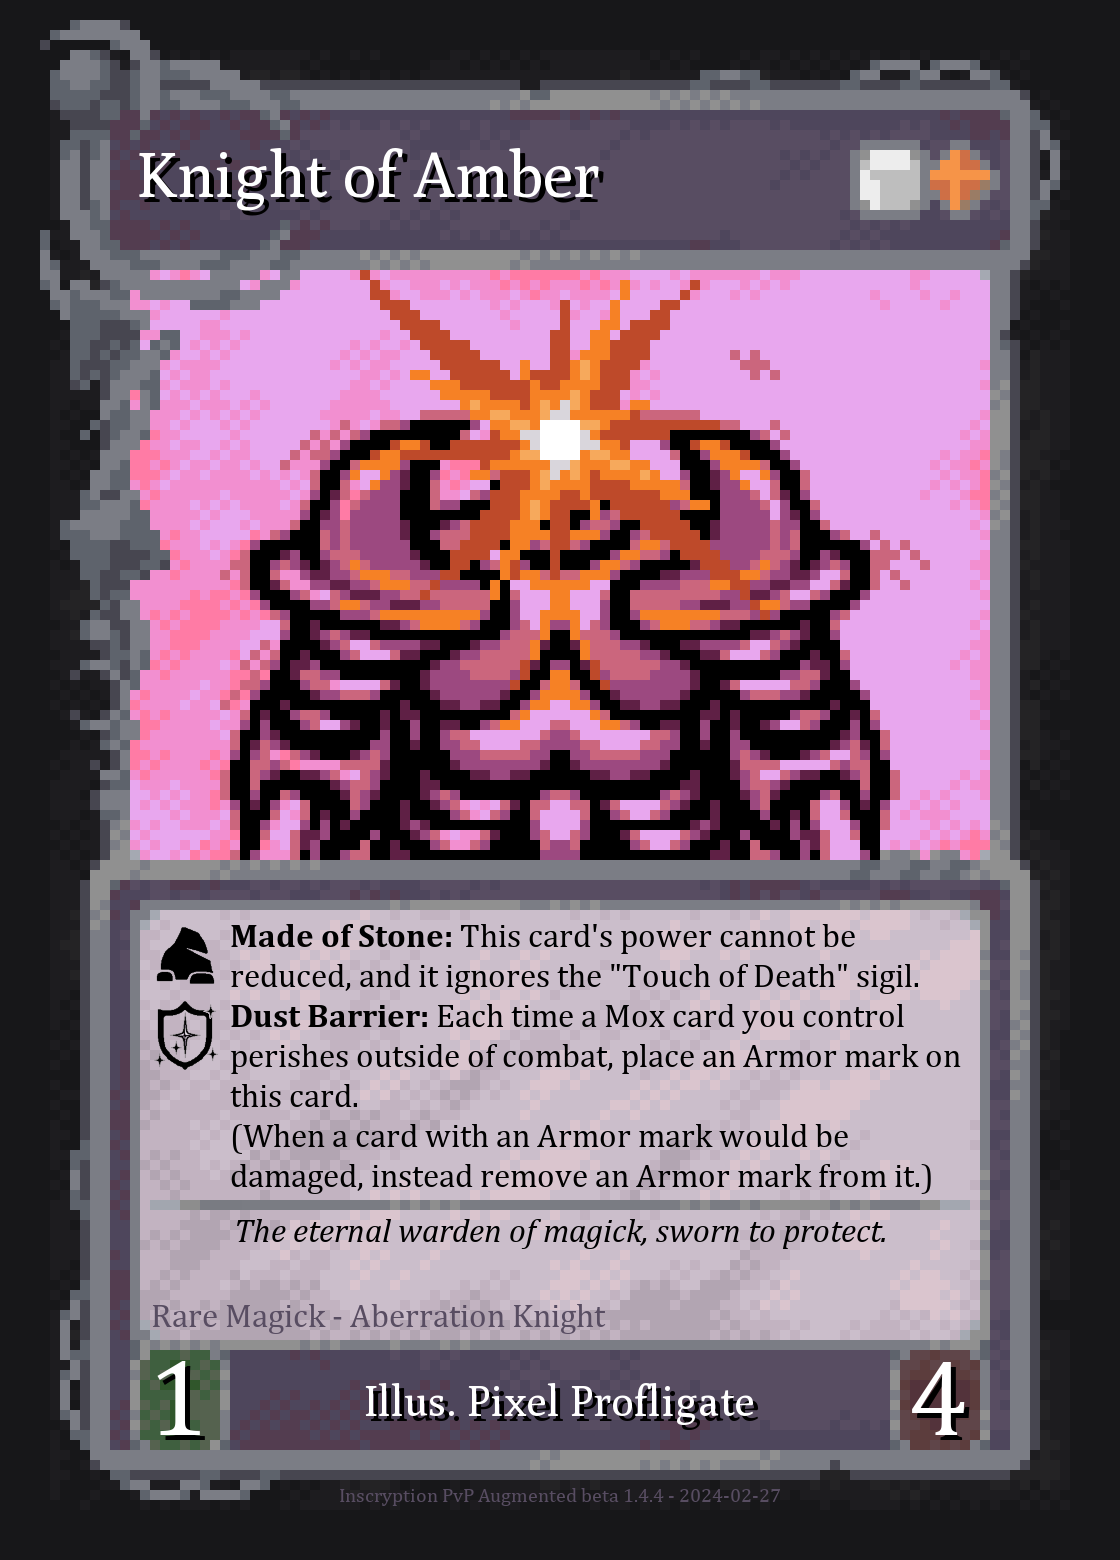 Knight of Amber
Made of Stone: This card's power cannot be
reduced, and it ignores the "Touch of Death" sigil.
Dust Barrier: Each time a Mox card you control
perishes outside of combat, place an Armor mark on
this card.
(When a card with an Armor mark would be
damaged, instead remove an Armor mark from it.)
The eternal warden of magick, sworn to protect.
Rare Magick - Aberration Knight
1
Illus. Pixel Profligate
4
Inscryption PvP Augmented beta 1.4.4 - 2024-02-27